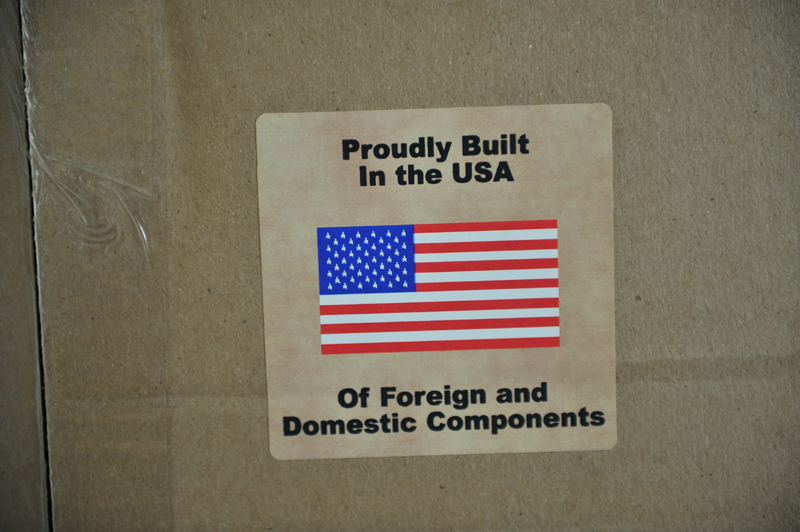 Proudly Built
In the USA
Of Foreign and
Domestic Components